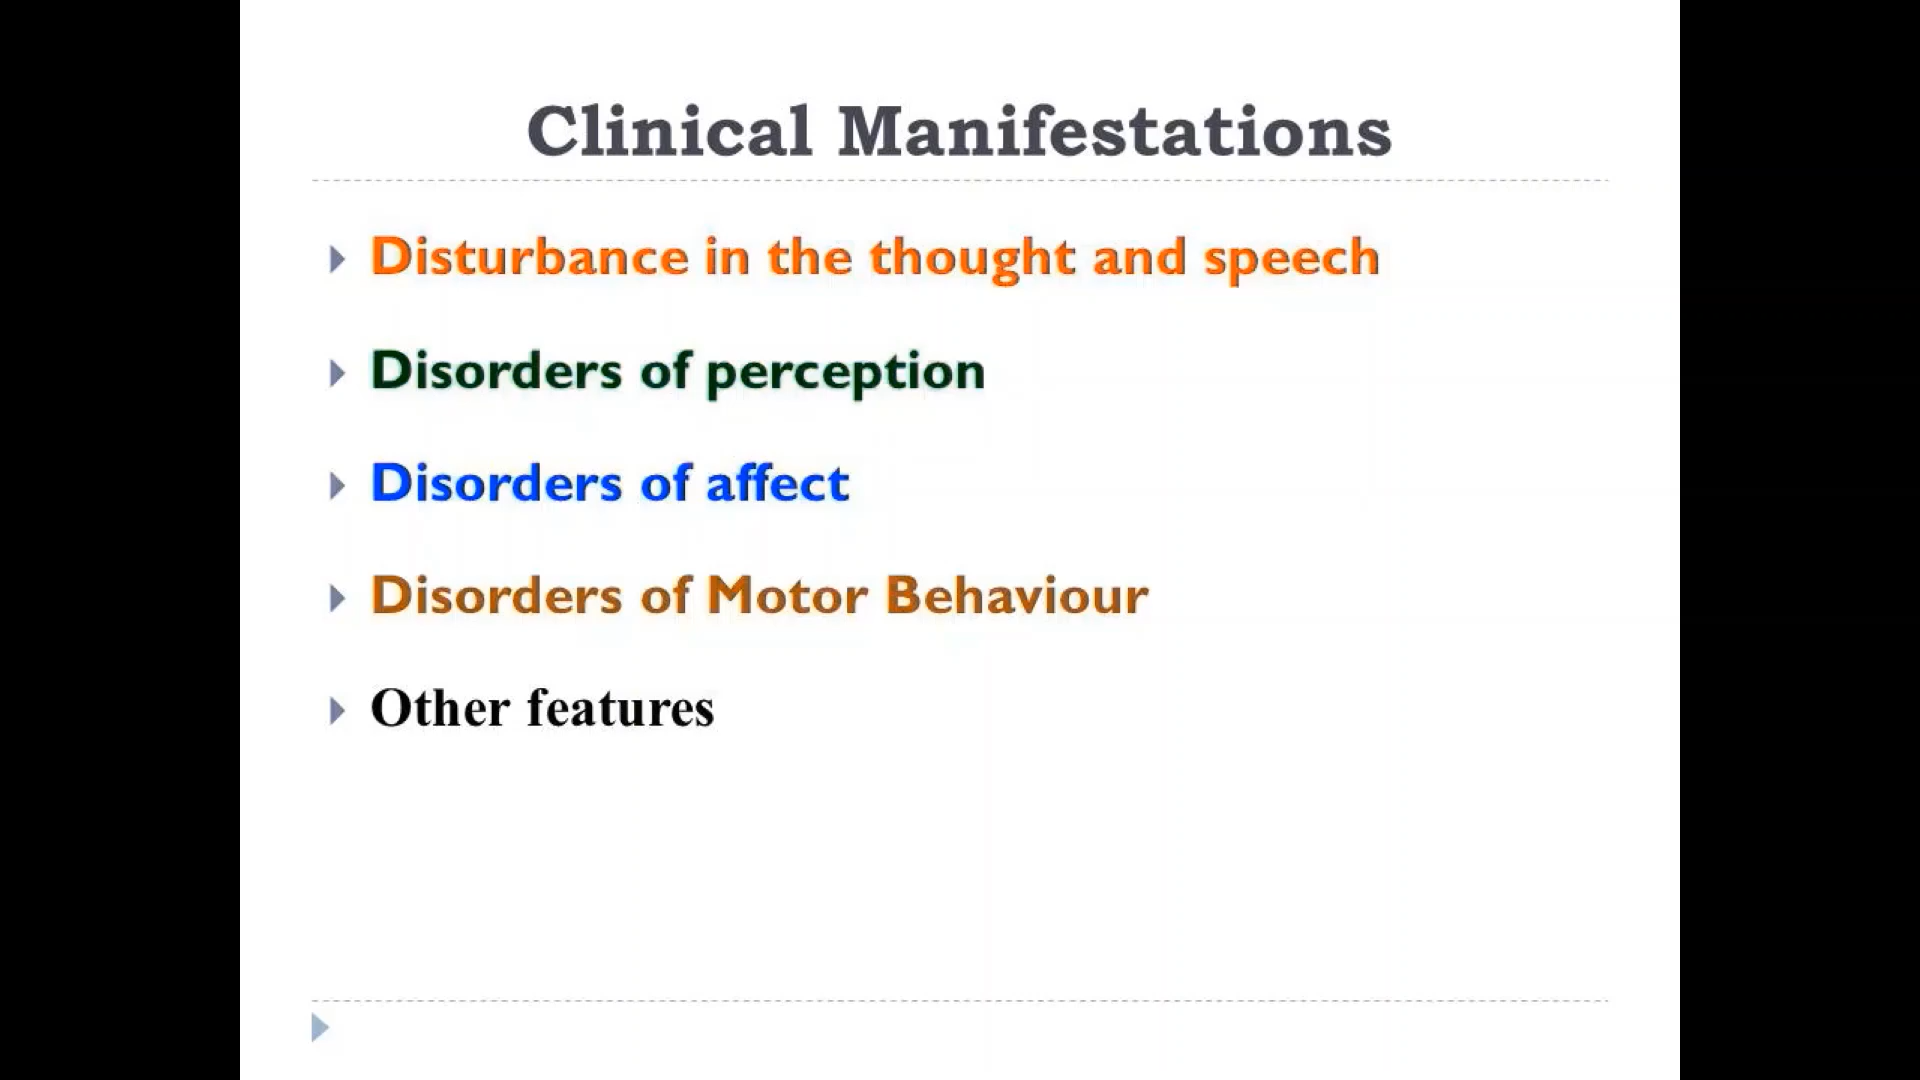 Clinical Manifestations
Disturbance in the thought and speech
Disorders of perception
Disorders of affect
Disorders of Motor Behaviour
Other features